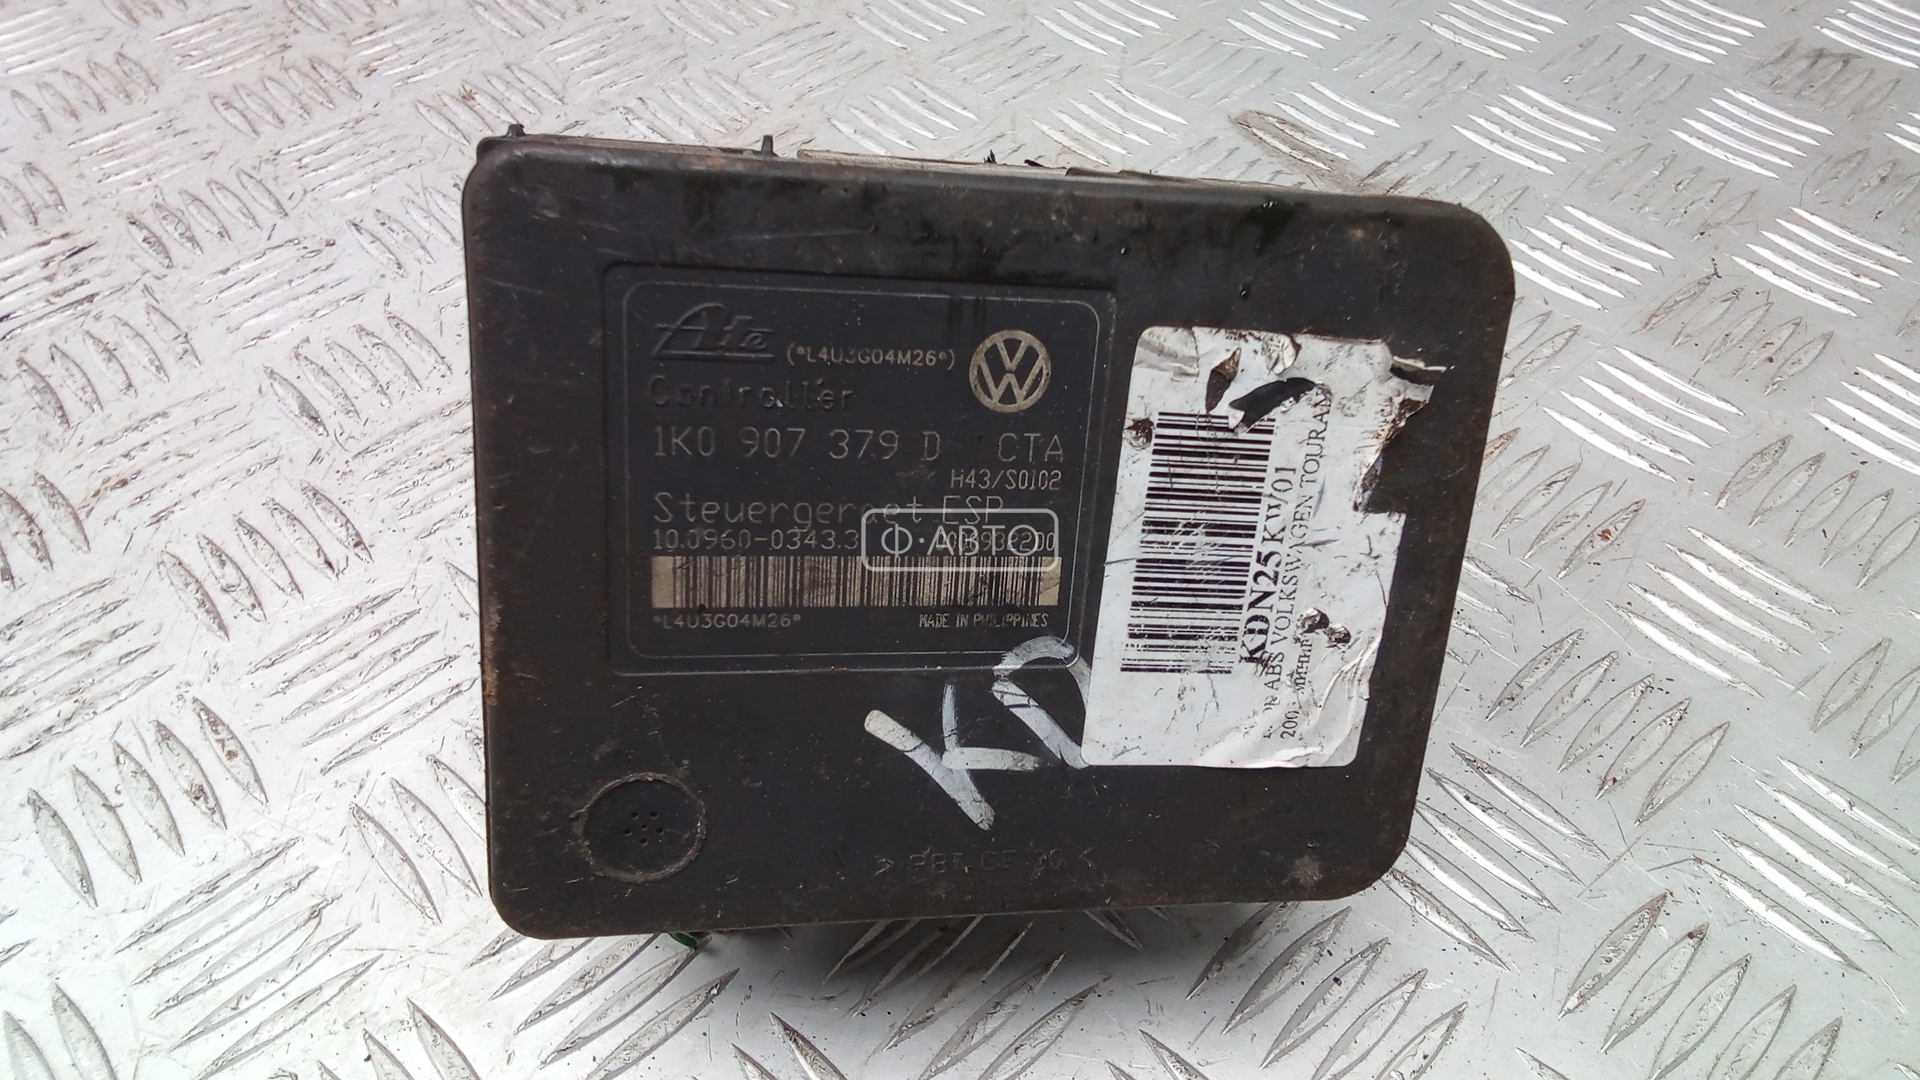 Ate (*L4U3G04M26*)
Controller
1K0 907 379 D CTA
H43/S0102
Steuergeraet ESP
10.0960-0343.3
*L4U3G04M26* MADE IN PHILIPPINES
Ф·АВТО
KD
KDN25KW01
ABS VOLKSWAGEN TOURAN